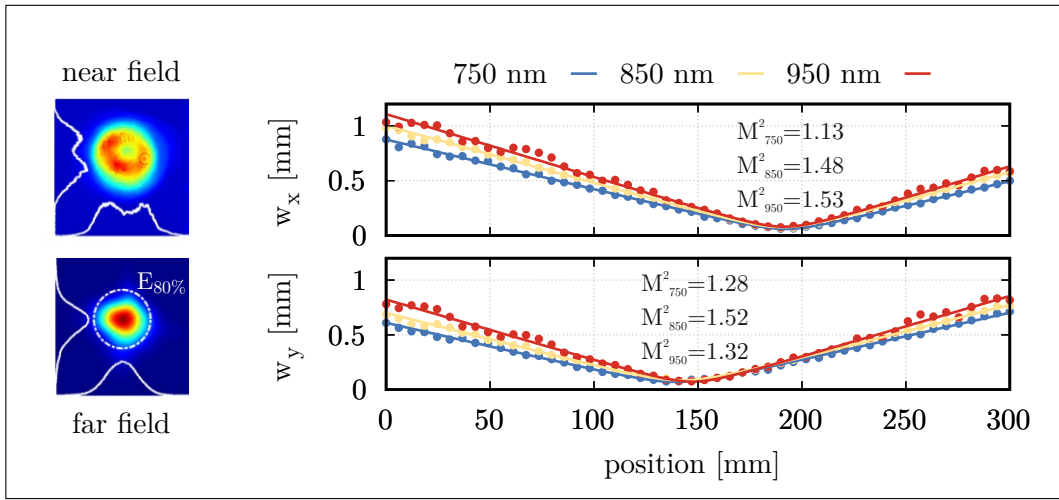 near field
E80%
far field
750 nm 850 nm 950 nm
w_x [mm]
1
0.5
0
M²750=1.13
M²850=1.48
M²950=1.53
w_y [mm]
1
0.5
0
M²750=1.28
M²850=1.52
M²950=1.32
0 50 100 150 200 250 300
position [mm]